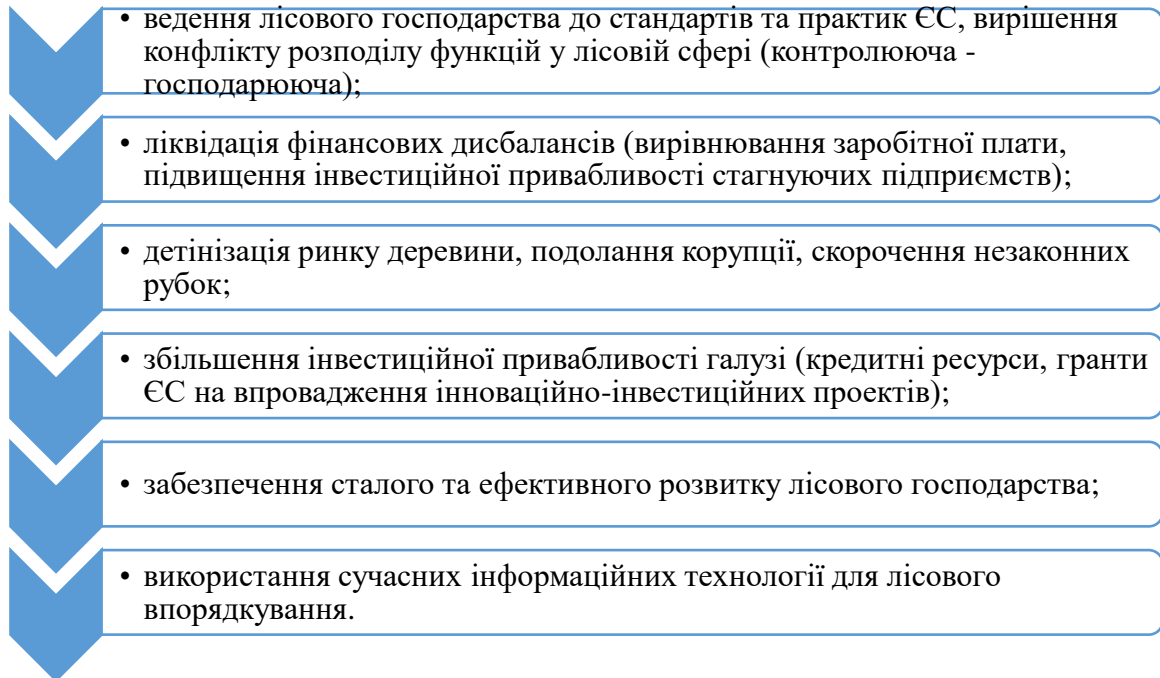 • ведення лісового господарства до стандартів та практик ЄС, вирішення
конфлікту розподілу функцій у лісовій сфері (контролююча -
господарююча);
• ліквідація фінансових дисбалансів (вирівнювання заробітної плати,
підвищення інвестиційної привабливості стагнуючих підприємств);
• детінізація ринку деревини, подолання корупції, скорочення незаконних
рубок;
• збільшення інвестиційної привабливості галузі (кредитні ресурси, гранти
ЄС на впровадження інноваційно-інвестиційних проектів);
• забезпечення сталого та ефективного розвитку лісового господарства;
• використання сучасних інформаційних технології для лісового
впорядкування.